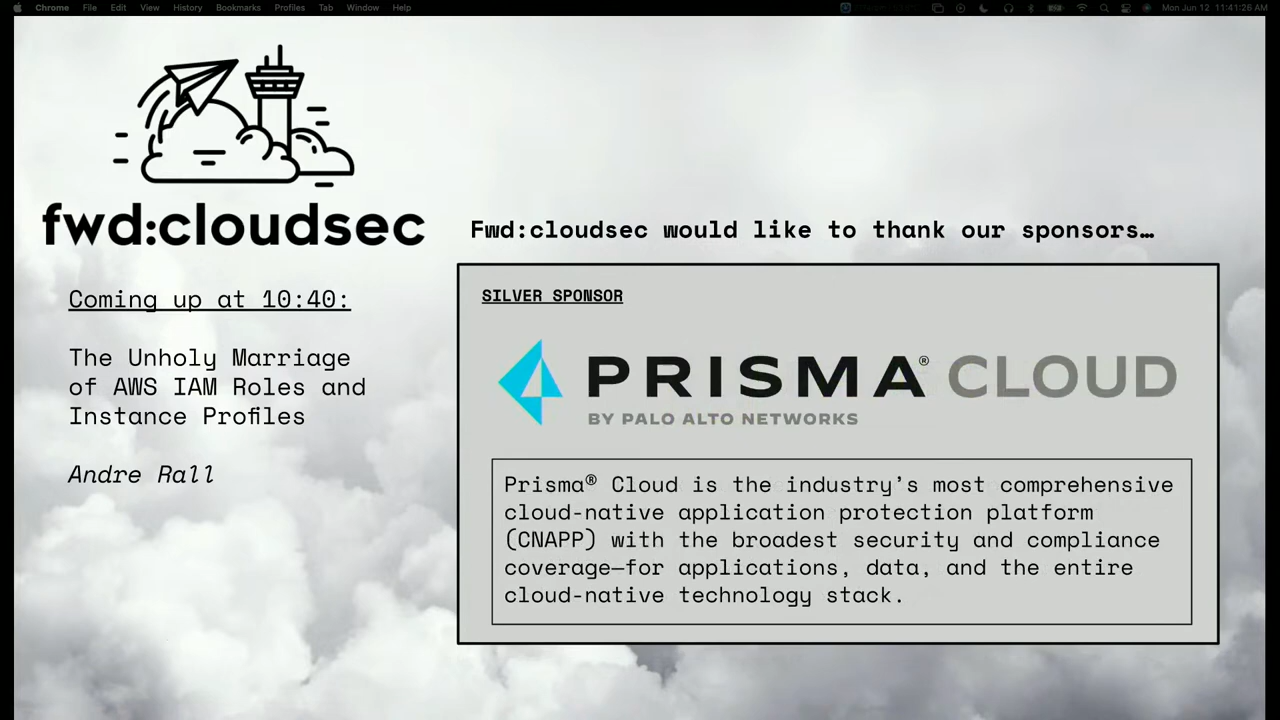 Chrome File Edit View History Bookmarks Profiles Tab Window Help
Mon Jun 12 11:41:26 AM
fwd:cloudsec
Coming up at 10:40:
The Unholy Marriage
of AWS IAM Roles and
Instance Profiles
Andre Rall
Fwd:cloudsec would like to thank our sponsors…
SILVER SPONSOR
PRISMA® CLOUD
BY PALO ALTO NETWORKS
Prisma® Cloud is the industry’s most comprehensive
cloud-native application protection platform
(CNAPP) with the broadest security and compliance
coverage—for applications, data, and the entire
cloud-native technology stack.